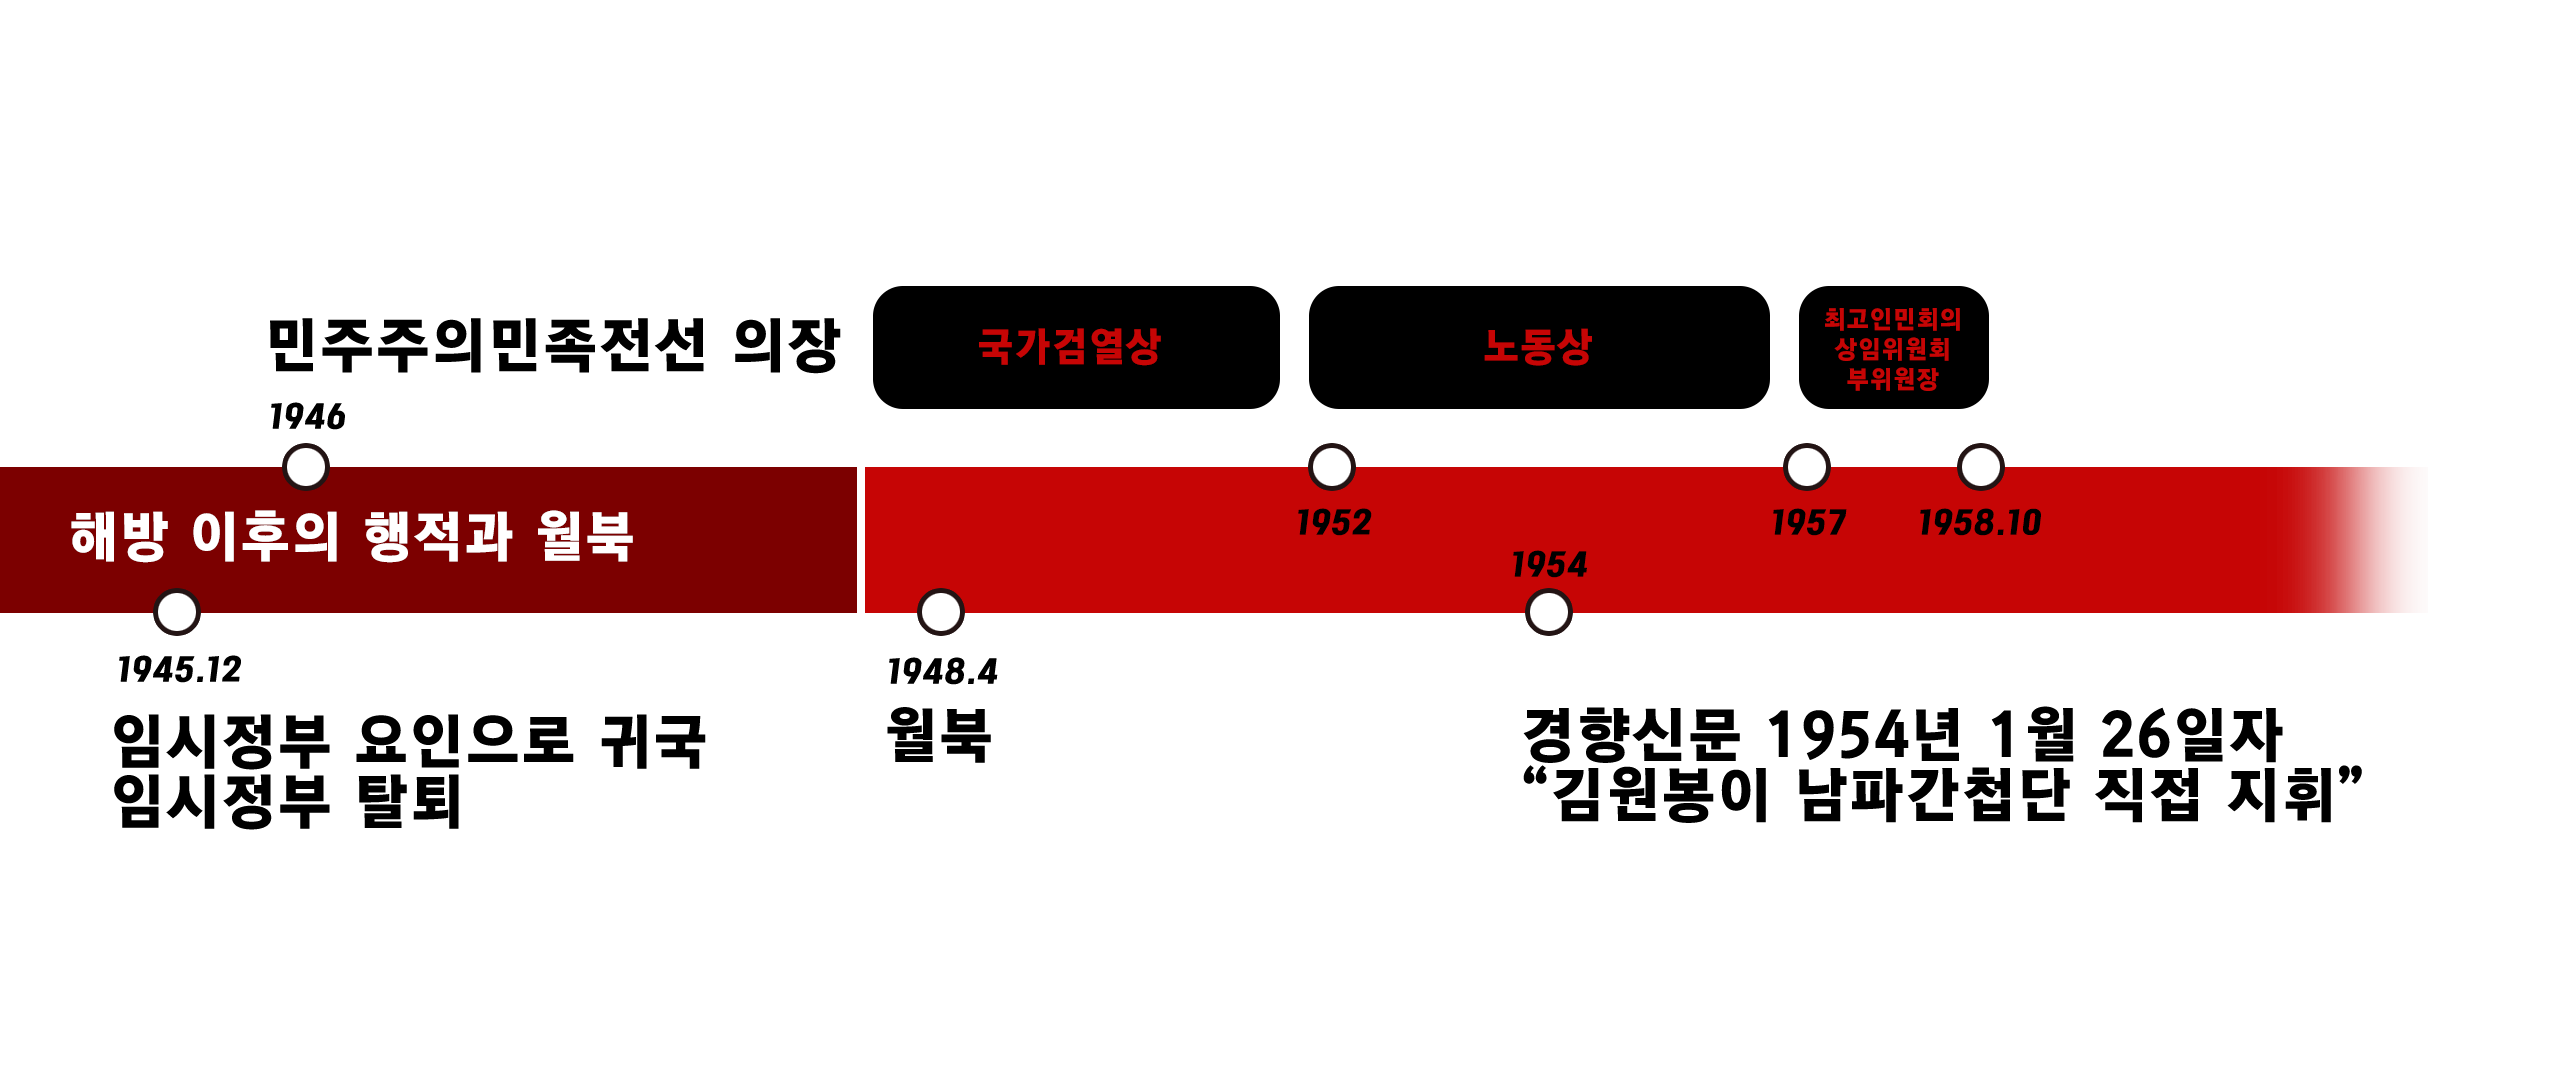 민주주의민족전선 의장
1946
국가검열상
노동상
최고인민회의
상임위원회
부위원장
해방 이후의 행적과 월북
1952
1957
1958.10
1954
1945.12
임시정부 요인으로 귀국
임시정부 탈퇴
1948.4
월북
경향신문 1954년 1월 26일자
“김원봉이 남파간첩단 직접 지휘”